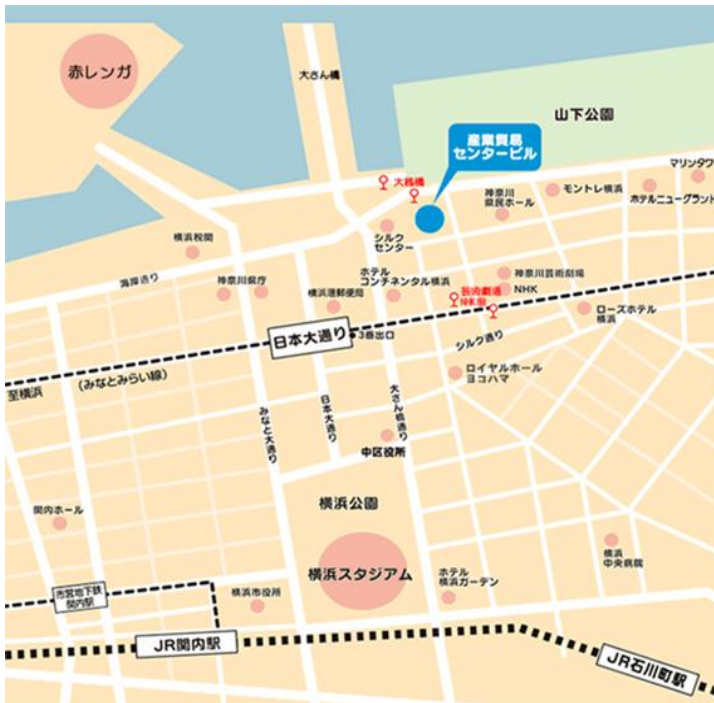 赤レンガ
大さん橋
山下公園
産業貿易
センタービル
マリンタワ
大桟橋
神奈川
県民ホール
モントレ横浜
ホテルニューグランド
横浜税関
シルク
センター
海岸通り
神奈川県庁
横浜港郵便局
ホテル
コンチネンタル横浜
神奈川芸術劇場
NHK
芸術劇場
NHK前
ローズホテル
横浜
日本大通り
3番出口
シルク通り
ロイヤルホール
ヨコハマ
至横浜
(みなとみらい線)
みなと大通り
日本大通り
大さん橋通り
中区役所
横浜公園
関内ホール
横浜スタジアム
横浜
中央病院
市営地下鉄
関内駅
横浜市役所
ホテル
横浜ガーデン
JR関内駅
JR石川町駅